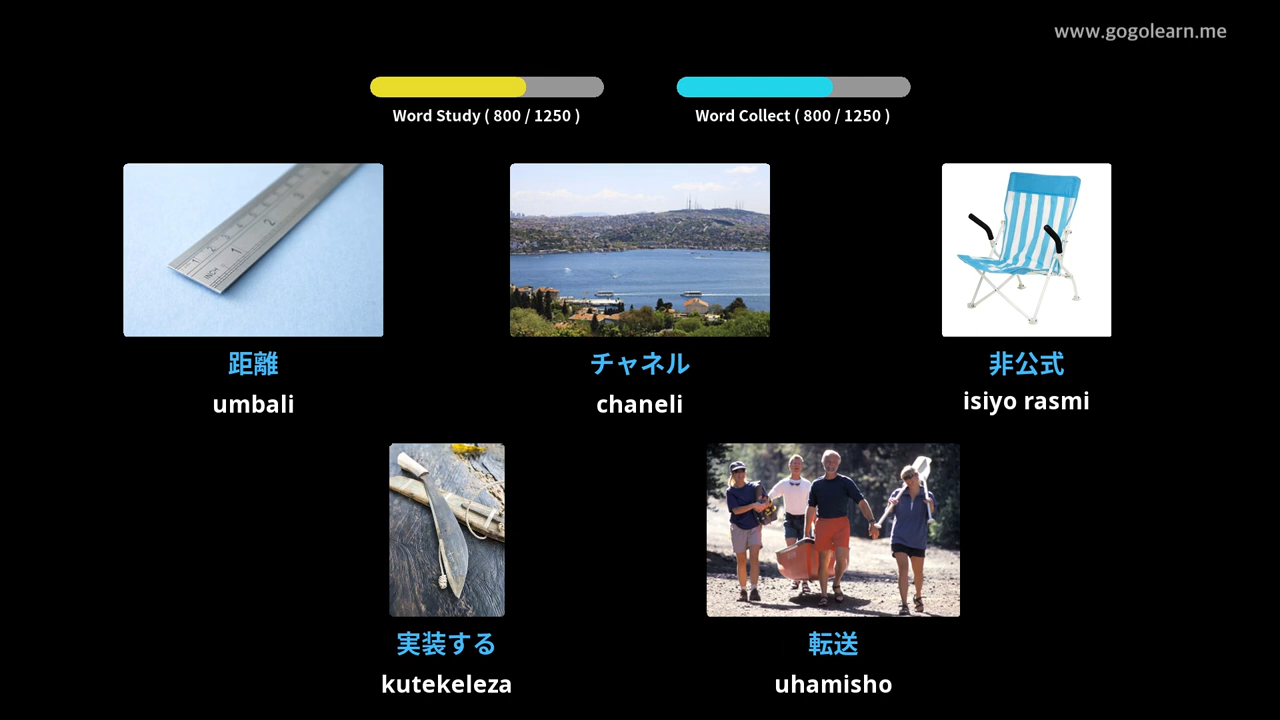 www.gogolearn.me
Word Study ( 800 / 1250 )
Word Collect ( 800 / 1250 )
距離
umbali
チャネル
chaneli
非公式
isiyo rasmi
実装する
kutekeleza
転送
uhamisho